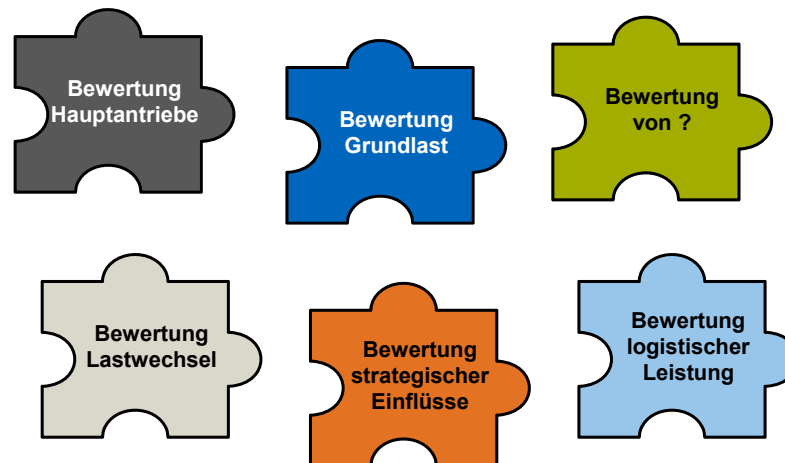 Bewertung
Hauptantriebe
Bewertung
Grundlast
Bewertung
von ?
Bewertung
Lastwechsel
Bewertung
strategischer
Einflüsse
Bewertung
logistischer
Leistung